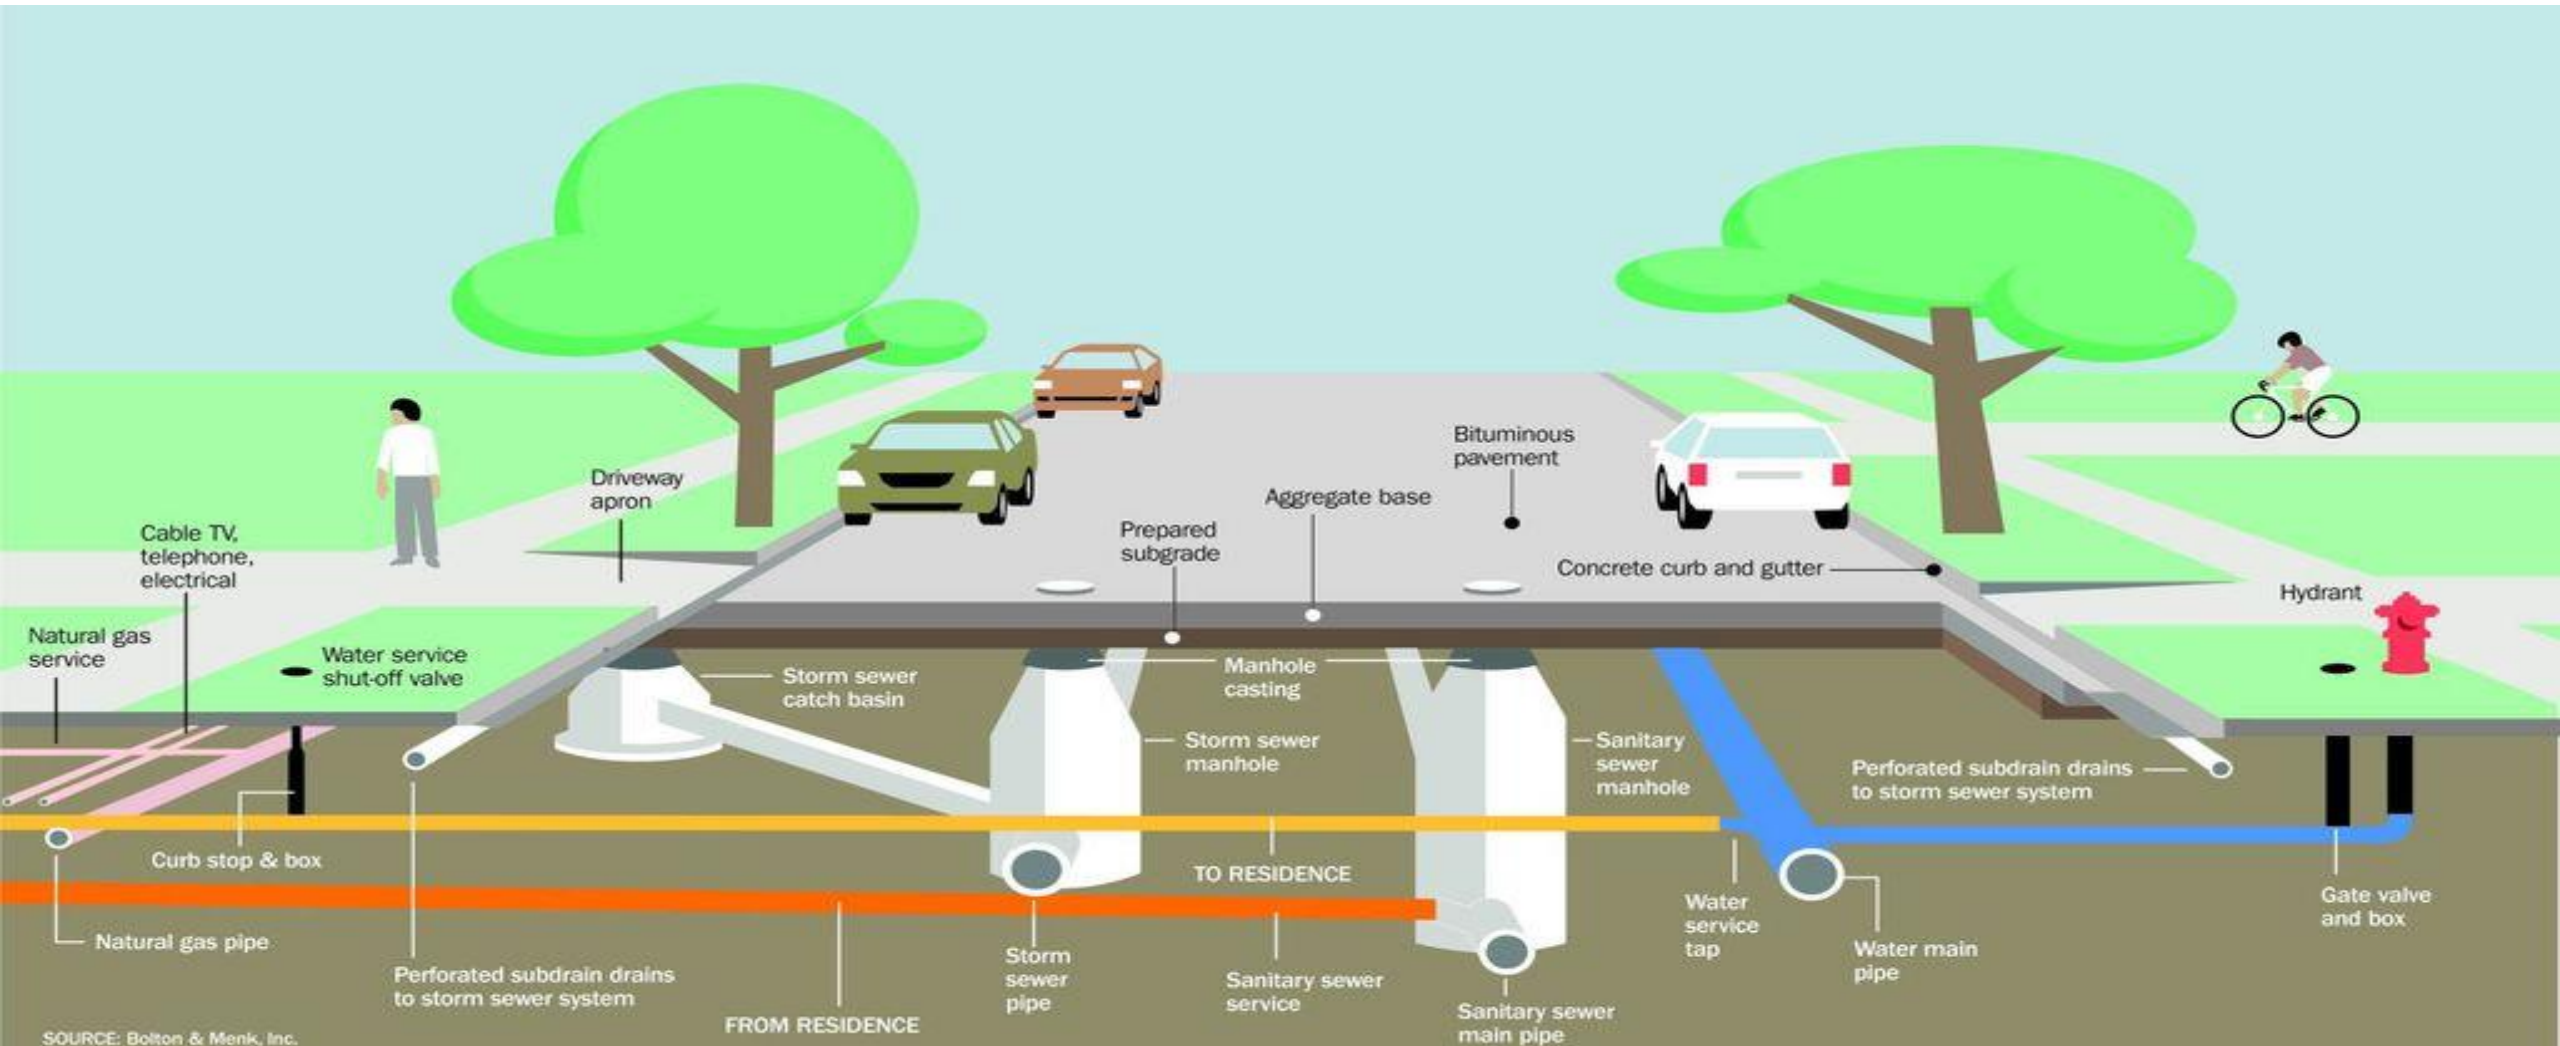 Bituminous
pavement
Driveway
apron
Aggregate base
Prepared
subgrade
Cable TV,
telephone,
electrical
Concrete curb and gutter
Hydrant
Natural gas
service
Water service
shut-off valve
Storm sewer
catch basin
Manhole
casting
Storm sewer
manhole
Sanitary
sewer
manhole
Perforated subdrain drains
to storm sewer system
Curb stop & box
TO RESIDENCE
Water
service
tap
Gate valve
and box
Natural gas pipe
Water main
pipe
Perforated subdrain drains
to storm sewer system
Storm
sewer
pipe
Sanitary sewer
service
Sanitary sewer
main pipe
FROM RESIDENCE
SOURCE: Bolton & Menk, Inc.